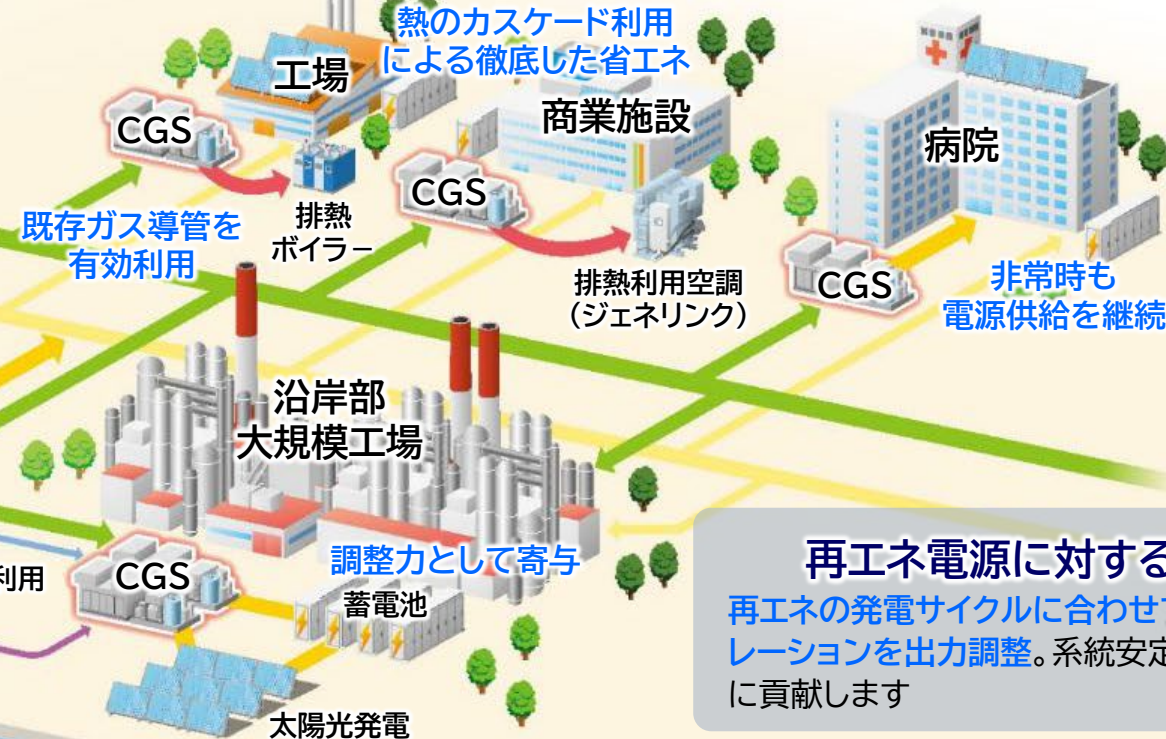 熱のカスケード利用
による徹底した省エネ
工場
商業施設
CGS
病院
CGS
既存ガス導管を
有効利用
排熱
ボイラー
排熱利用空調
（ジェネリンク）
CGS
非常時も
電源供給を継続
沿岸部
大規模工場
調整力として寄与
利用
CGS
蓄電池
太陽光発電
再エネ電源に対する
再エネの発電サイクルに合わせて
レーションを出力調整。系統安定
に貢献します